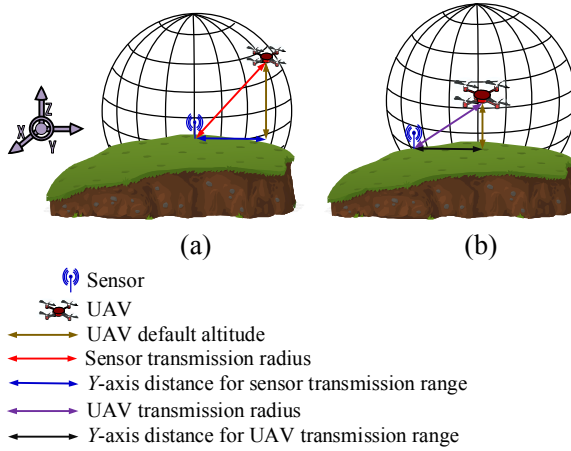 Z
X
Y
(a)
(b)
Sensor
UAV
UAV default altitude
Sensor transmission radius
Y-axis distance for sensor transmission range
UAV transmission radius
Y-axis distance for UAV transmission range